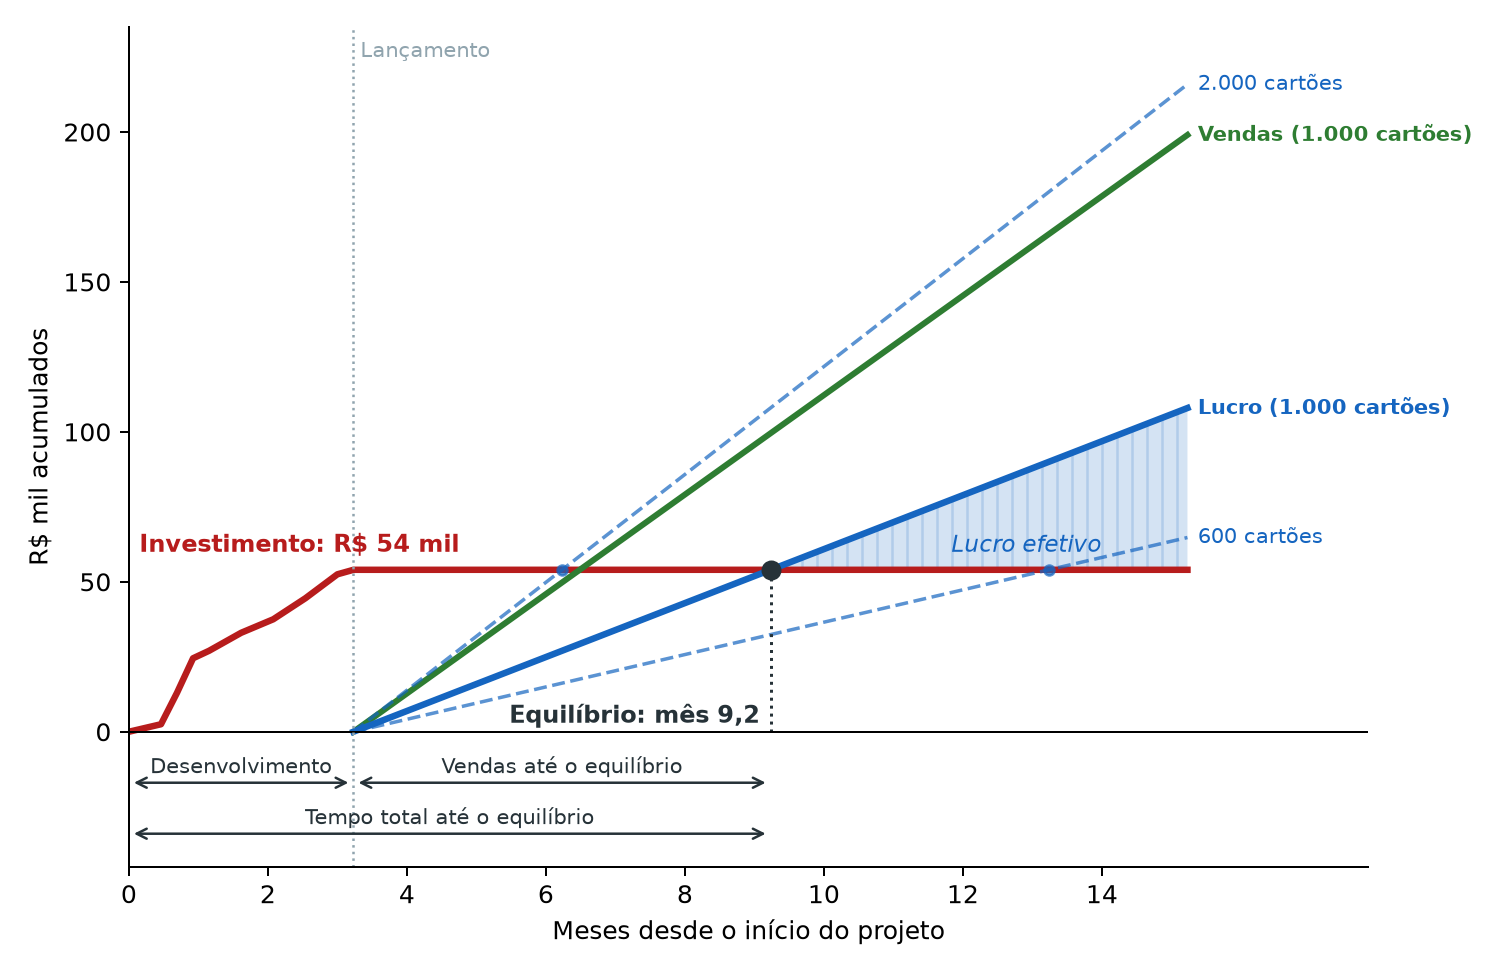 Lançamento
2.000 cartões
Vendas (1.000 cartões)
200
150
R$ mil acumulados
100
Lucro (1.000 cartões)
Investimento: R$ 54 mil
Lucro efetivo
600 cartões
50
Equilíbrio: mês 9,2
0
Desenvolvimento
Vendas até o equilíbrio
Tempo total até o equilíbrio
0 2 4 6 8 10 12 14
Meses desde o início do projeto